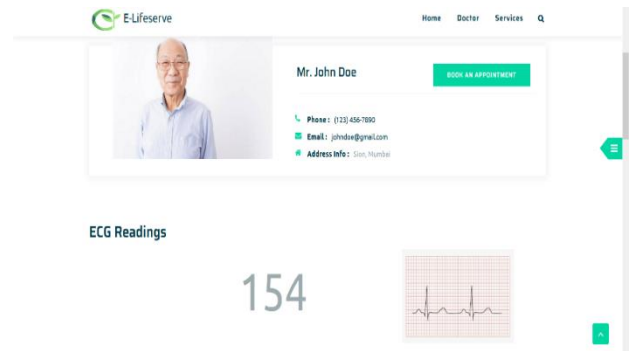 E-Lifeserve
Home Doctor Services
Mr. John Doe
BOOK AN APPOINTMENT
Phone : (123) 456-7890
Email : johndoe@gmail.com
Address Info : Sion, Mumbai
ECG Readings
154